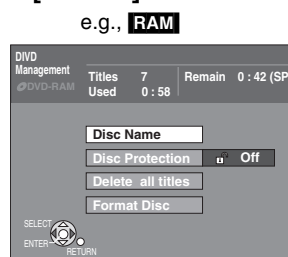 e.g., RAM
DIVD
Management
DVD-RAM
Titles 7 Remain 0 : 42 (SP
Used 0 : 58
Disc Name
Disc Protection Off
Delete all titles
Format Disc
SELECT
ENTER
RETURN